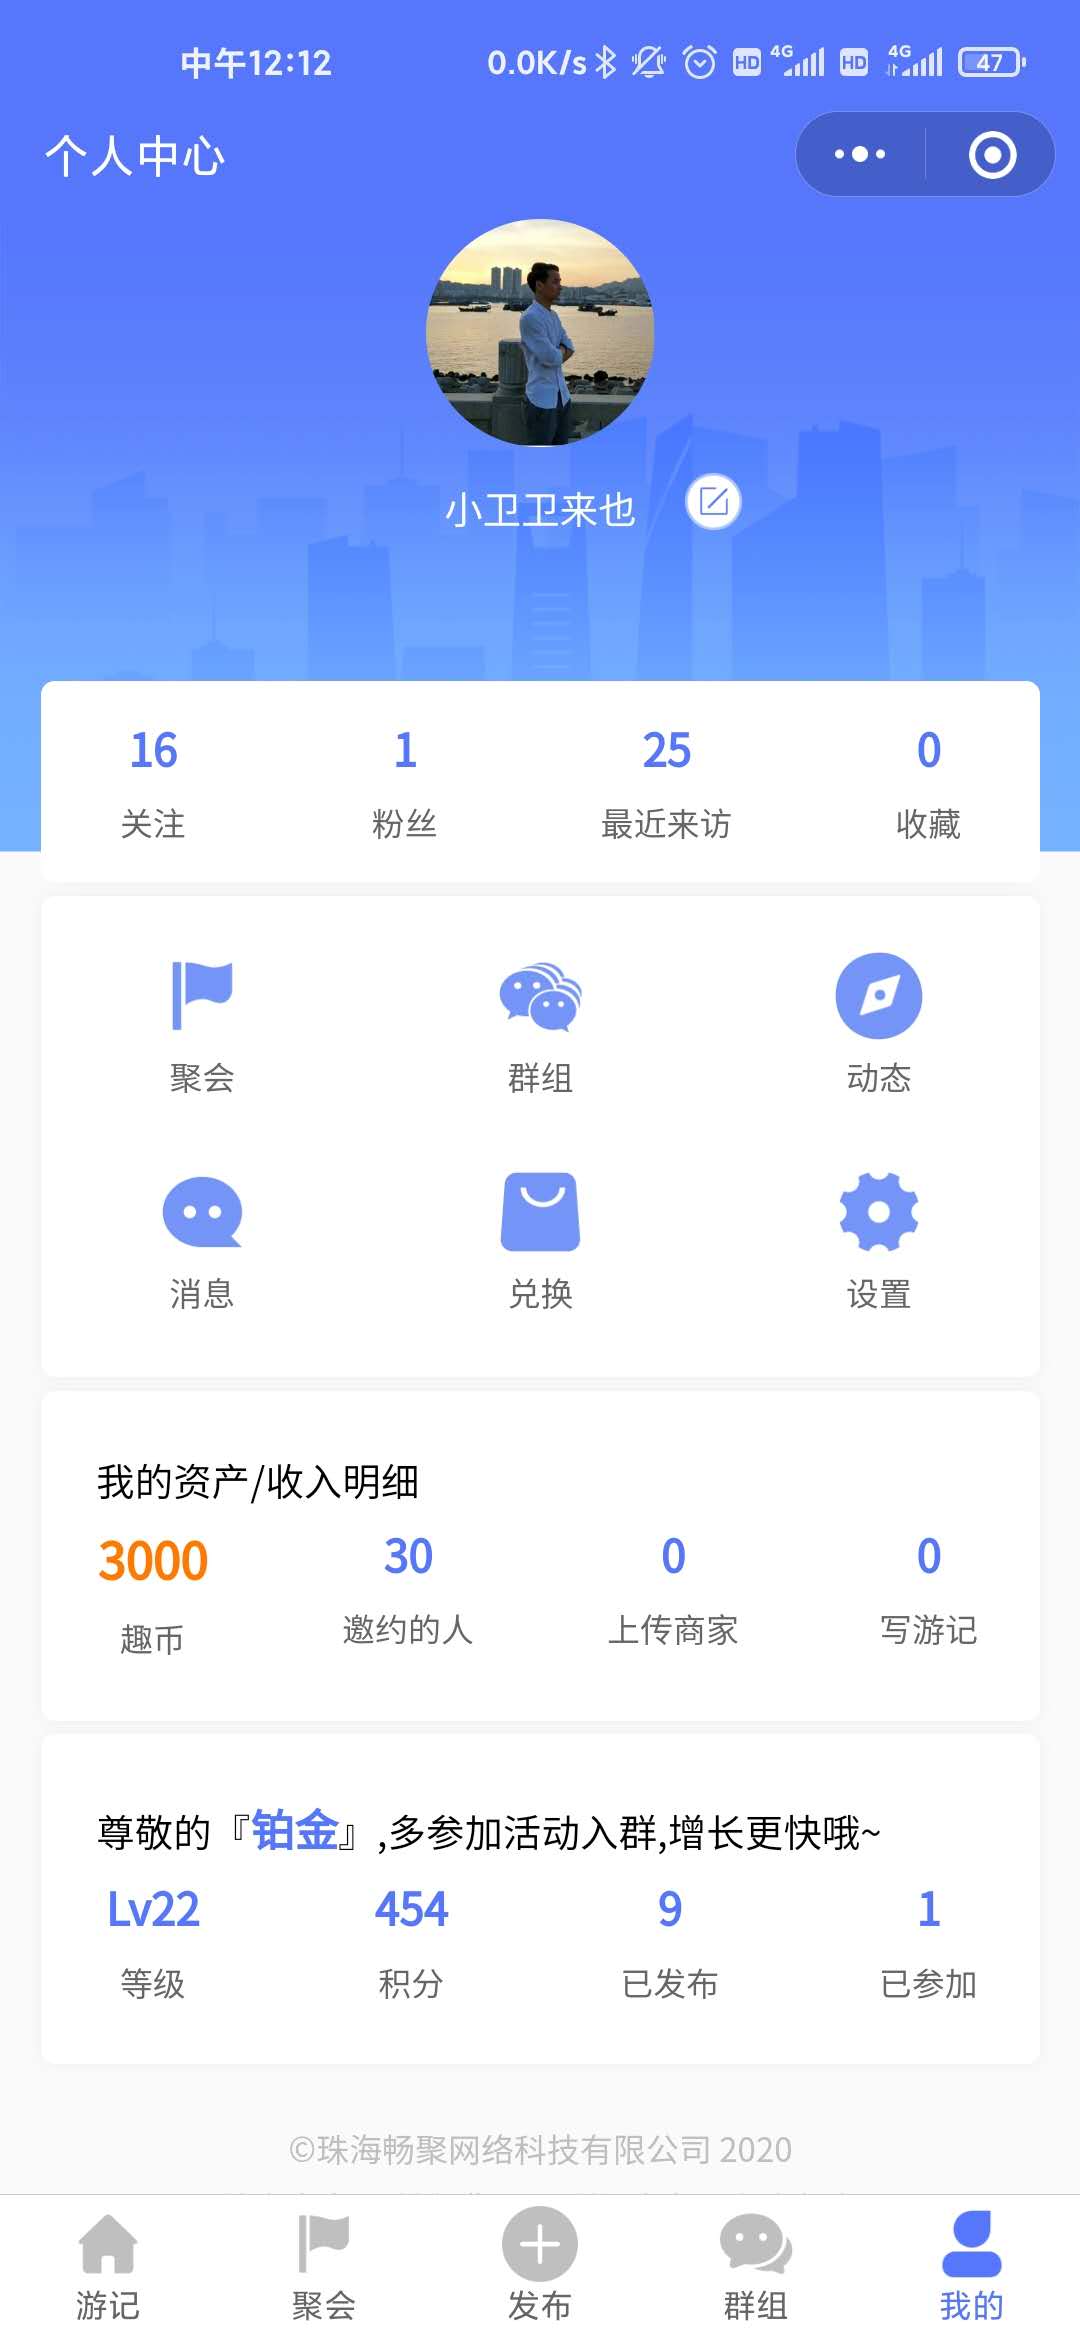 中午12:12 0.0K/s HD 4G HD 4G 47
个人中心
小卫卫来也
16 1 25 0
关注 粉丝 最近来访 收藏
聚会 群组 动态
消息 兑换 设置
我的资产/收入明细
3000 30 0 0
趣币 邀约的人 上传商家 写游记
尊敬的『铂金』,多参加活动入群,增长更快哦~
Lv22 454 9 1
等级 积分 已发布 已参加
©珠海畅聚网络科技有限公司 2020
游记 聚会 发布 群组 我的